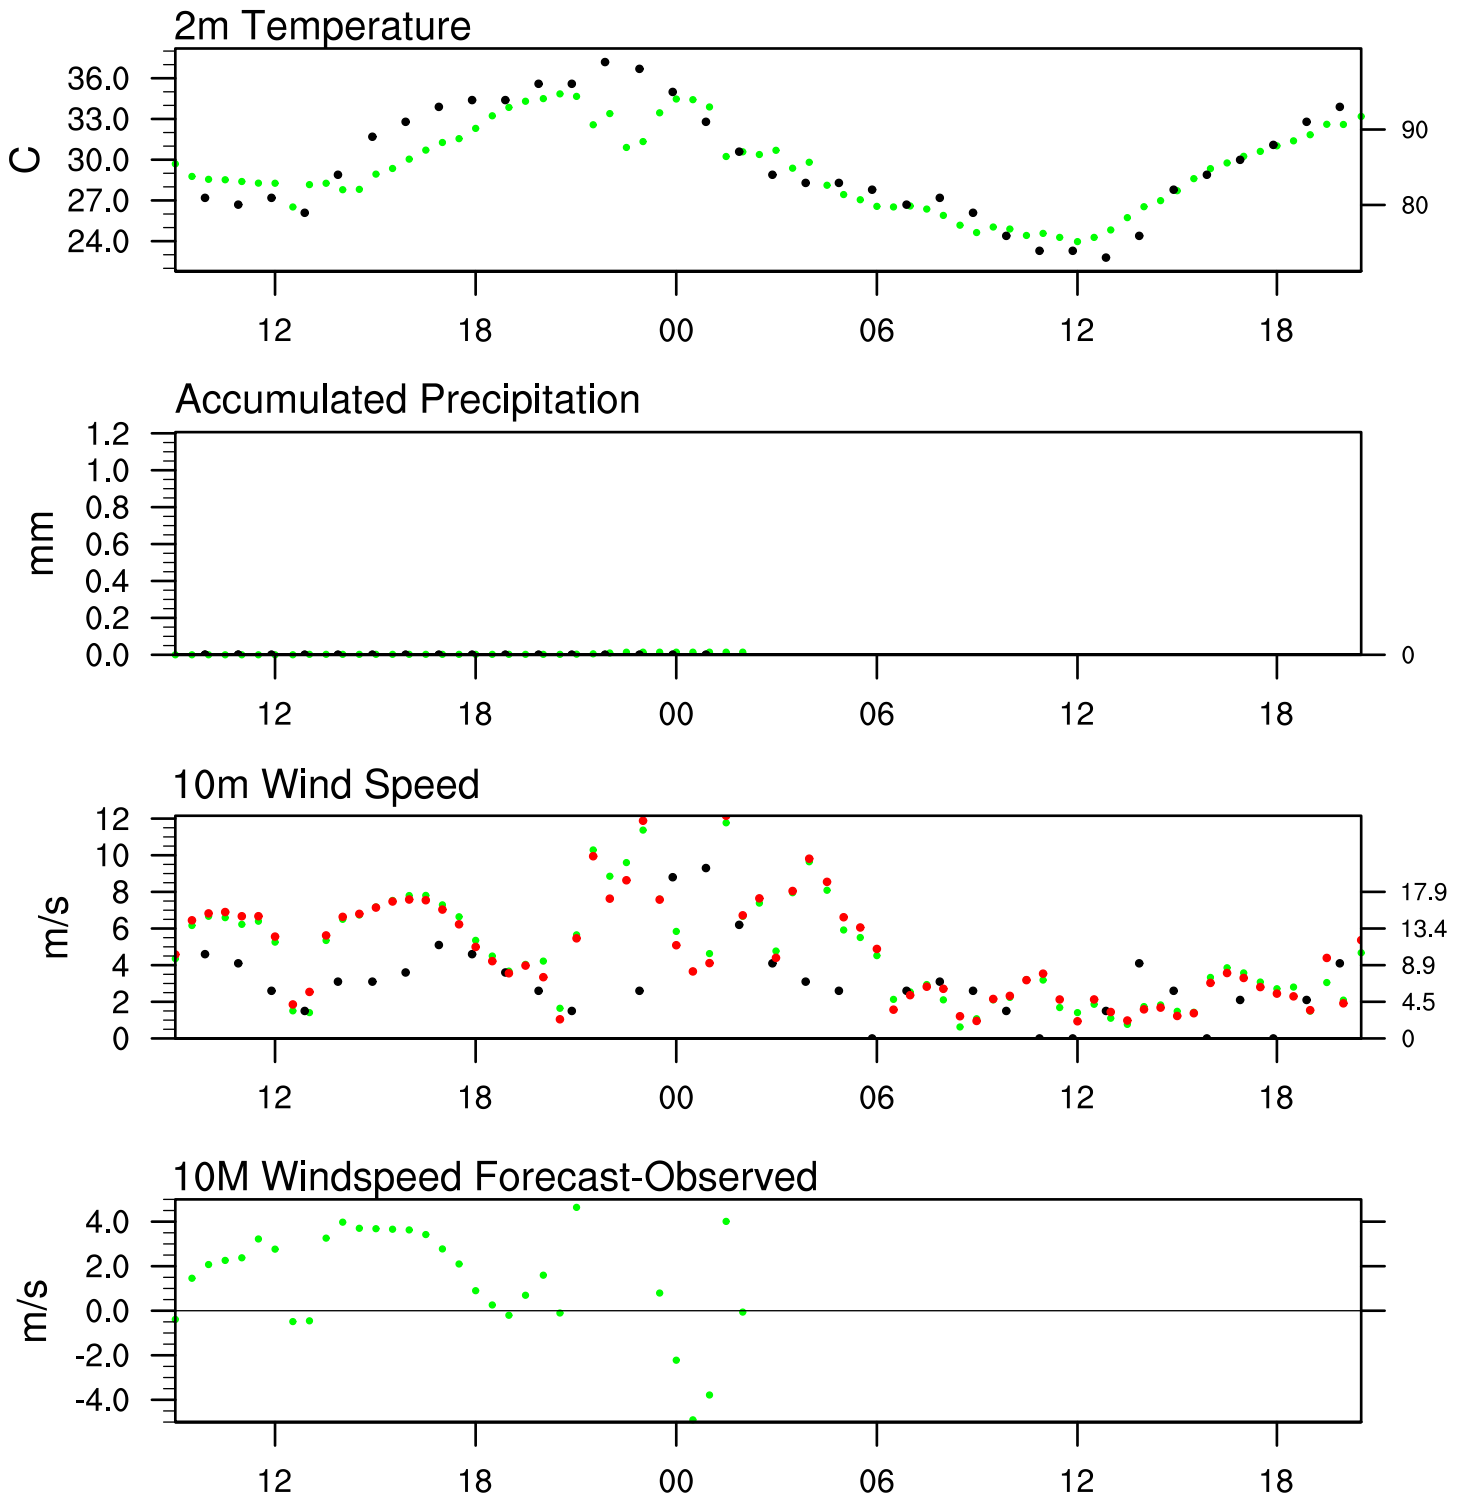 2m Temperature
36.0
33.0
30.0
27.0
24.0
C
90
80
12 18 00 06 12 18
Accumulated Precipitation
1.2
1.0
0.8
0.6
0.4
0.2
0.0
mm
0
12 18 00 06 12 18
10m Wind Speed
12
10
8
6
4
2
0
m/s
17.9
13.4
8.9
4.5
0
12 18 00 06 12 18
10M Windspeed Forecast-Observed
4.0
2.0
0.0
-2.0
-4.0
m/s
12 18 00 06 12 18